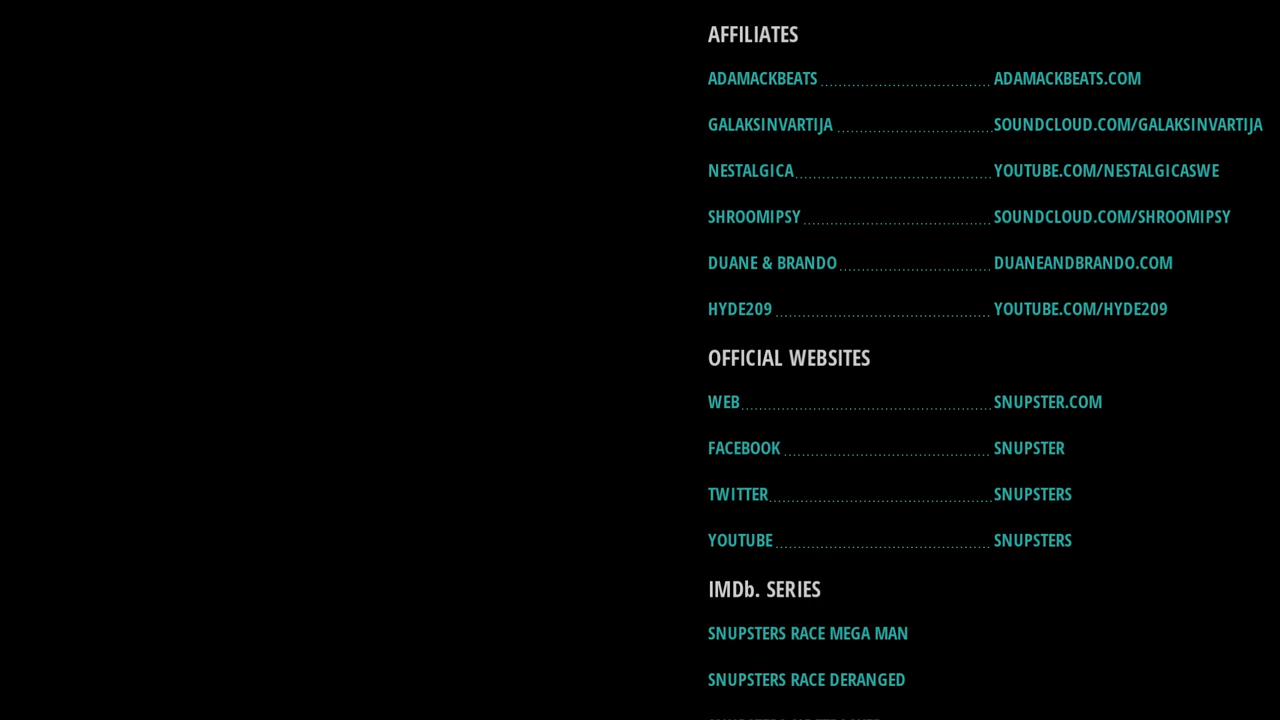 AFFILIATES
ADAMACKBEATS ADAMACKBEATS.COM
GALAKSINVARTIJA SOUNDCLOUD.COM/GALAKSINVARTIJA
NESTALGICA YOUTUBE.COM/NESTALGICASWE
SHROOMIPSY SOUNDCLOUD.COM/SHROOMIPSY
DUANE & BRANDO DUANEANDBRANDO.COM
HYDE209 YOUTUBE.COM/HYDE209
OFFICIAL WEBSITES
WEB SNUPSTER.COM
FACEBOOK SNUPSTER
TWITTER SNUPSTERS
YOUTUBE SNUPSTERS
IMDb. SERIES
SNUPSTERS RACE MEGA MAN
SNUPSTERS RACE DERANGED